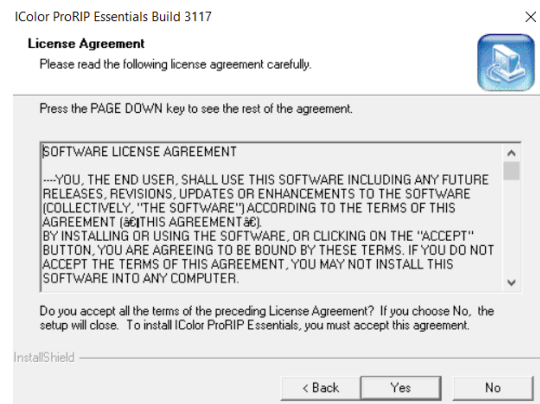 IColor ProRIP Essentials Build 3117
License Agreement
Please read the following license agreement carefully.
Press the PAGE DOWN key to see the rest of the agreement.
SOFTWARE LICENSE AGREEMENT
----YOU, THE END USER, SHALL USE THIS SOFTWARE INCLUDING ANY FUTURE
RELEASES, REVISIONS, UPDATES OR ENHANCEMENTS TO THE SOFTWARE
(COLLECTIVELY, "THE SOFTWARE") ACCORDING TO THE TERMS OF THIS
AGREEMENT (â€¦THIS AGREEMENTâ€).
BY INSTALLING OR USING THE SOFTWARE, OR CLICKING ON THE "ACCEPT"
BUTTON, YOU ARE AGREEING TO BE BOUND BY THESE TERMS. IF YOU DO NOT
ACCEPT THE TERMS OF THIS AGREEMENT, YOU MAY NOT INSTALL THIS
SOFTWARE INTO ANY COMPUTER.
Do you accept all the terms of the preceding License Agreement? If you choose No, the
setup will close. To install IColor ProRIP Essentials, you must accept this agreement.
InstallShield
< Back
Yes
No